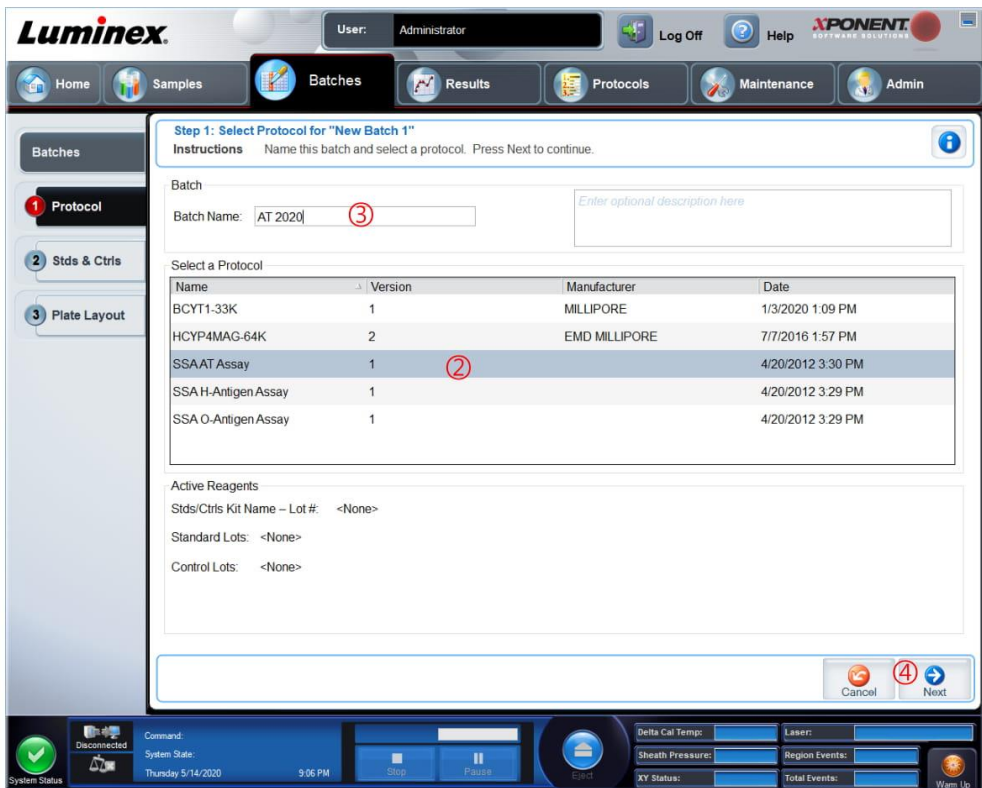 Luminex.
User: Administrator
Log Off
Help
XPONENT
SOFTWARE SOLUTIONS
Home
Samples
Batches
Results
Protocols
Maintenance
Admin
Batches
1 Protocol
2 Stds & Ctrls
3 Plate Layout
Step 1: Select Protocol for "New Batch 1"
Instructions Name this batch and select a protocol. Press Next to continue.
Batch
Batch Name: AT 2020 ③
Enter optional description here
Select a Protocol
Name Version Manufacturer Date
BCYT1-33K 1 MILLIPORE 1/3/2020 1:09 PM
HCYP4MAG-64K 2 EMD MILLIPORE 7/7/2016 1:57 PM
SSA AT Assay 1 ② 4/20/2012 3:30 PM
SSA H-Antigen Assay 1 4/20/2012 3:29 PM
SSA O-Antigen Assay 1 4/20/2012 3:29 PM
Active Reagents
Stds/Ctrls Kit Name – Lot #: <None>
Standard Lots: <None>
Control Lots: <None>
Cancel
④ Next
System Status
Disconnected
Command:
System State:
Thursday 5/14/2020 9:06 PM
Stop
Pause
Eject
Delta Cal Temp:
Laser:
Sheath Pressure:
Region Events:
XY Status:
Total Events:
Warm Up